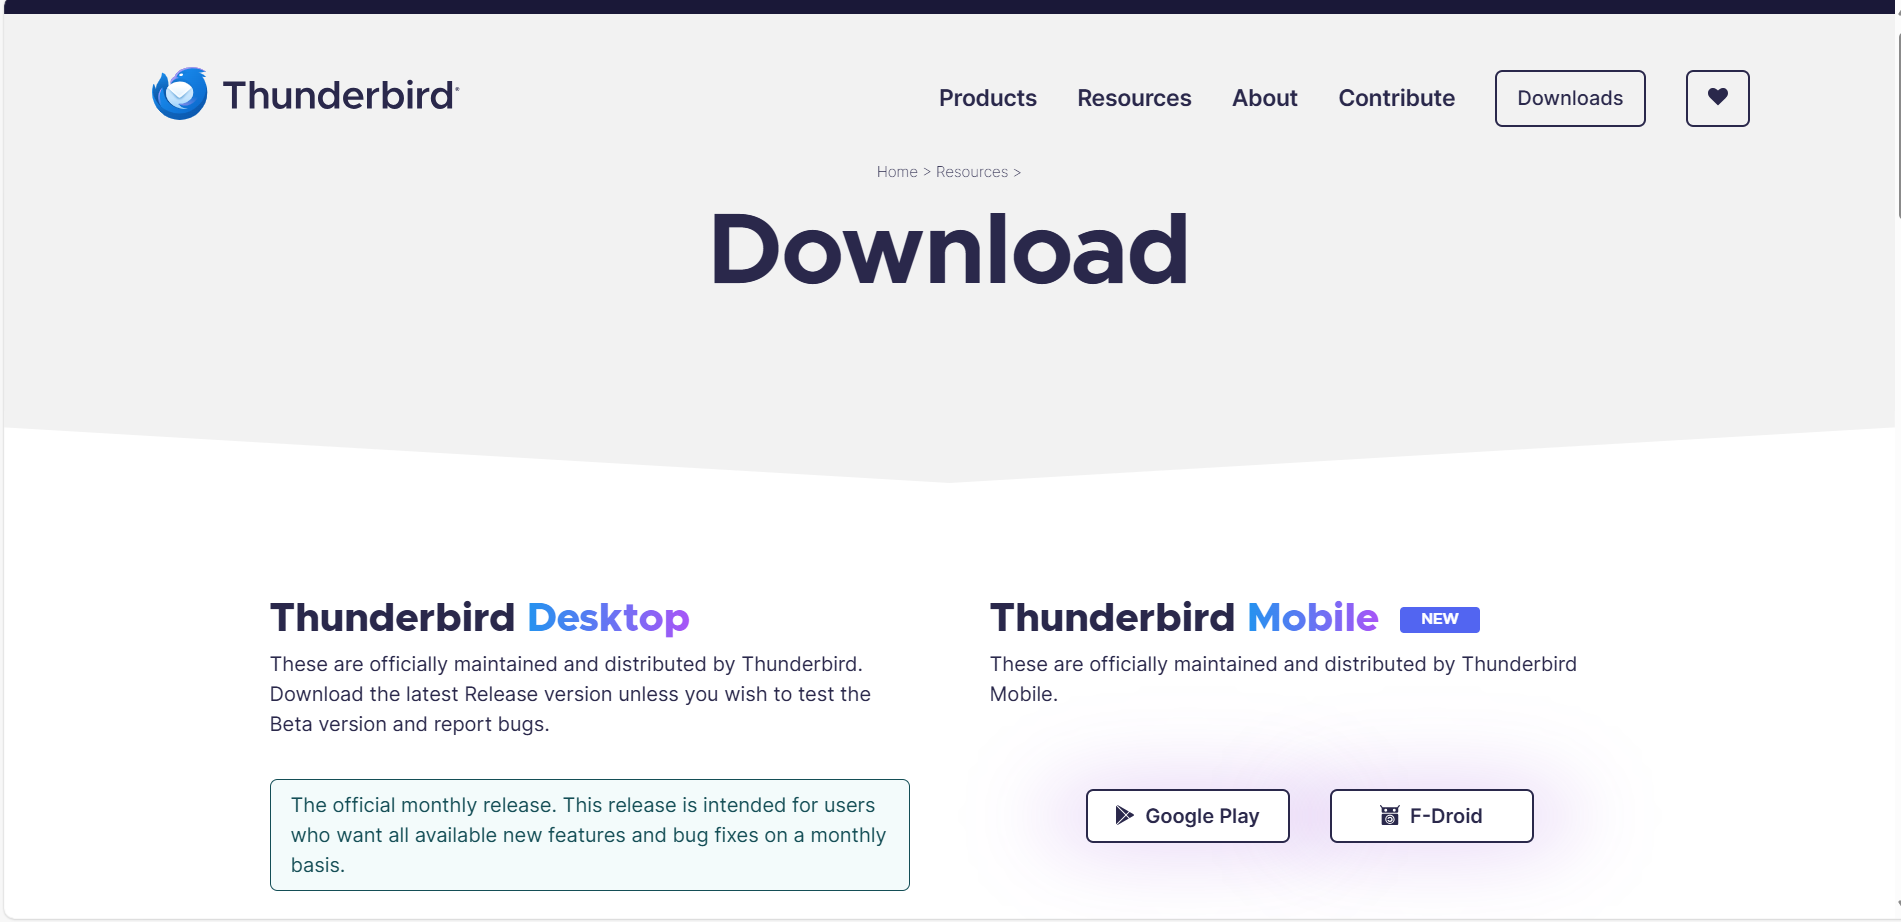 Thunderbird
Products Resources About Contribute Downloads
Home > Resources >
Download
Thunderbird Desktop
These are officially maintained and distributed by Thunderbird.
Download the latest Release version unless you wish to test the
Beta version and report bugs.
The official monthly release. This release is intended for users
who want all available new features and bug fixes on a monthly
basis.
Thunderbird Mobile NEW
These are officially maintained and distributed by Thunderbird
Mobile.
Google Play F-Droid